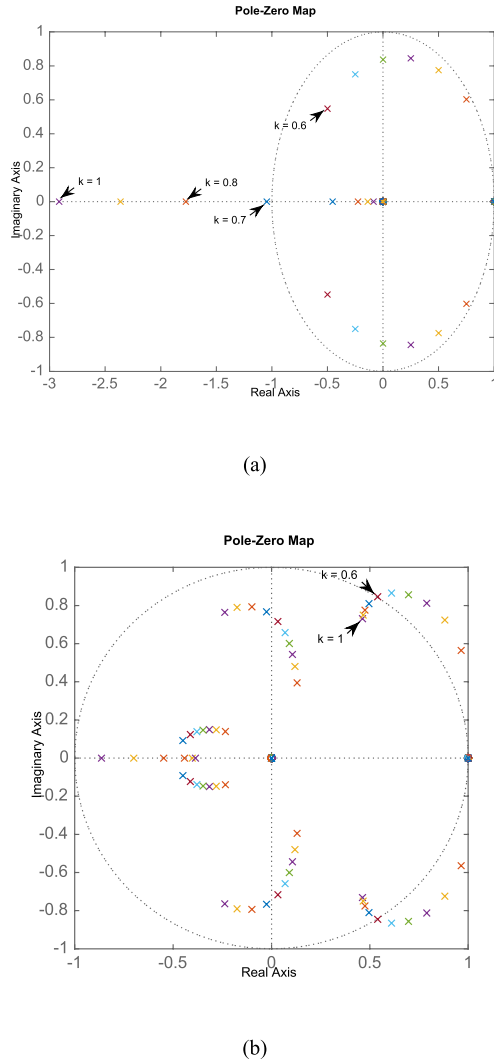 Pole-Zero Map
1
0.8
0.6
k = 0.6
0.4
0.2
k = 1
k = 0.8
Imaginary Axis
0
k = 0.7
-0.2
-0.4
-0.6
-0.8
-1
-3 -2.5 -2 -1.5 -1 -0.5 0 0.5 1
Real Axis
(a)
Pole-Zero Map
1
k = 0.6
0.8
k = 1
0.6
0.4
0.2
Imaginary Axis
0
-0.2
-0.4
-0.6
-0.8
-1
-1 -0.5 0 0.5 1
Real Axis
(b)